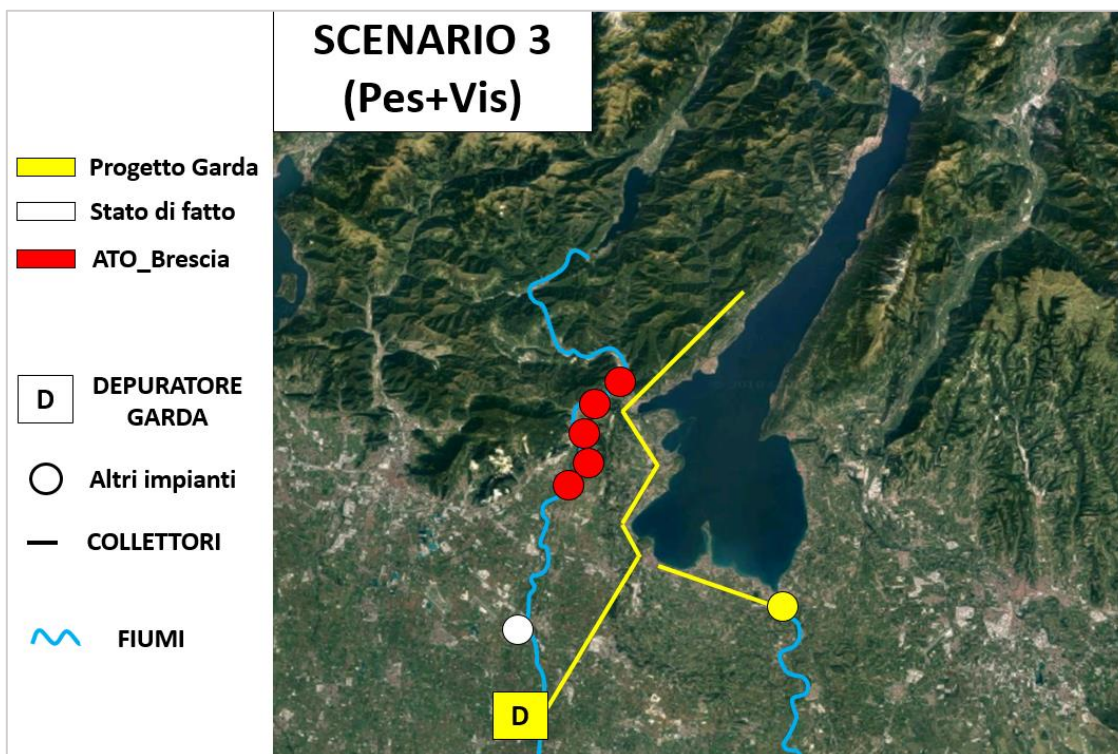 SCENARIO 3
(Pes+Vis)
Progetto Garda
Stato di fatto
ATO_Brescia
D
DEPURATORE
GARDA
Altri impianti
COLLETTORI
FIUMI
D